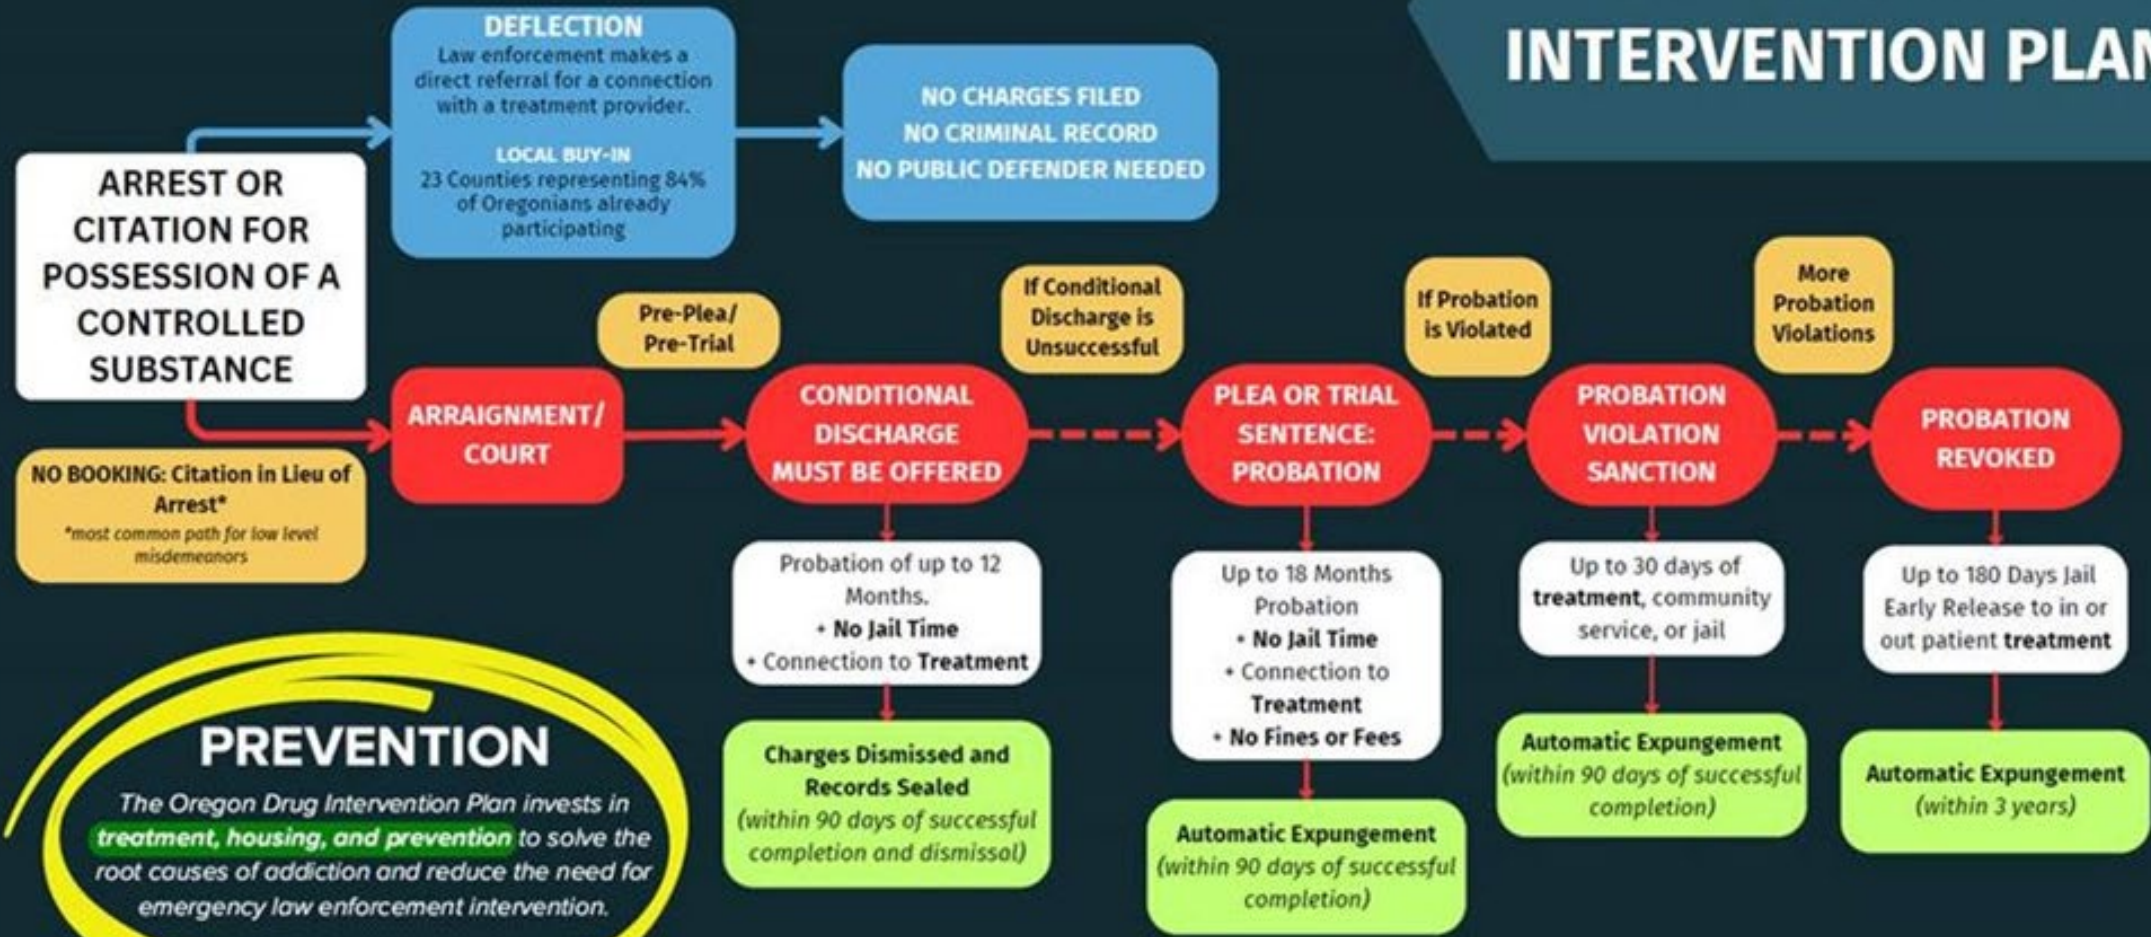 INTERVENTION PLAN
DEFLECTION
Law enforcement makes a
direct referral for a connection
with a treatment provider.
LOCAL BUY-IN
23 Counties representing 84%
of Oregonians already
participating
NO CHARGES FILED
NO CRIMINAL RECORD
NO PUBLIC DEFENDER NEEDED
ARREST OR
CITATION FOR
POSSESSION OF A
CONTROLLED
SUBSTANCE
NO BOOKING: Citation in Lieu of
Arrest*
*most common path for low level
misdemeanors
ARRAIGNMENT/
COURT
Pre-Plea/
Pre-Trial
CONDITIONAL
DISCHARGE
MUST BE OFFERED
Probation of up to 12
Months.
+ No Jail Time
+ Connection to Treatment
Charges Dismissed and
Records Sealed
(within 90 days of successful
completion and dismissal)
If Conditional
Discharge is
Unsuccessful
PLEA OR TRIAL
SENTENCE:
PROBATION
Up to 18 Months
Probation
+ No Jail Time
+ Connection to
Treatment
+ No Fines or Fees
Automatic Expungement
(within 90 days of successful
completion)
If Probation
is Violated
PROBATION
VIOLATION
SANCTION
Up to 30 days of
treatment, community
service, or jail
Automatic Expungement
(within 90 days of successful
completion)
More
Probation
Violations
PROBATION
REVOKED
Up to 180 Days Jail
Early Release to in or
out patient treatment
Automatic Expungement
(within 3 years)
PREVENTION
The Oregon Drug Intervention Plan invests in
treatment, housing, and prevention to solve the
root causes of addiction and reduce the need for
emergency law enforcement intervention.